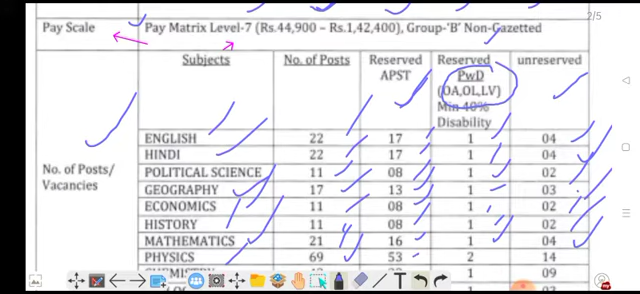 2/5
Pay Scale Pay Matrix Level-7 (Rs.44,900 – Rs.1,42,400), Group-'B' Non-Gazetted
Subjects No. of Posts Reserved Reserved unreserved
APST PwD
(OA,OL,LV)
Min 40%
Disability
ENGLISH 22 17 1 04
HINDI 22 17 1 04
No. of Posts/ POLITICAL SCIENCE 11 08 1 02
Vacancies GEOGRAPHY 17 13 1 03
ECONOMICS 11 08 1 02
HISTORY 11 08 1 02
MATHEMATICS 21 16 1 04
PHYSICS 69 53 2 14
1 09